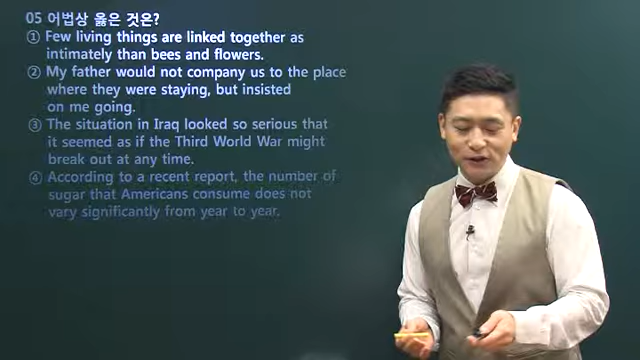 05 어법상 옳은 것은?
① Few living things are linked together as
intimately than bees and flowers.
② My father would not company us to the place
where they were staying, but insisted
on me going.
③ The situation in Iraq looked so serious that
it seemed as if the Third World War might
break out at any time.
④ According to a recent report, the number of
sugar that Americans consume does not
vary significantly from year to year.